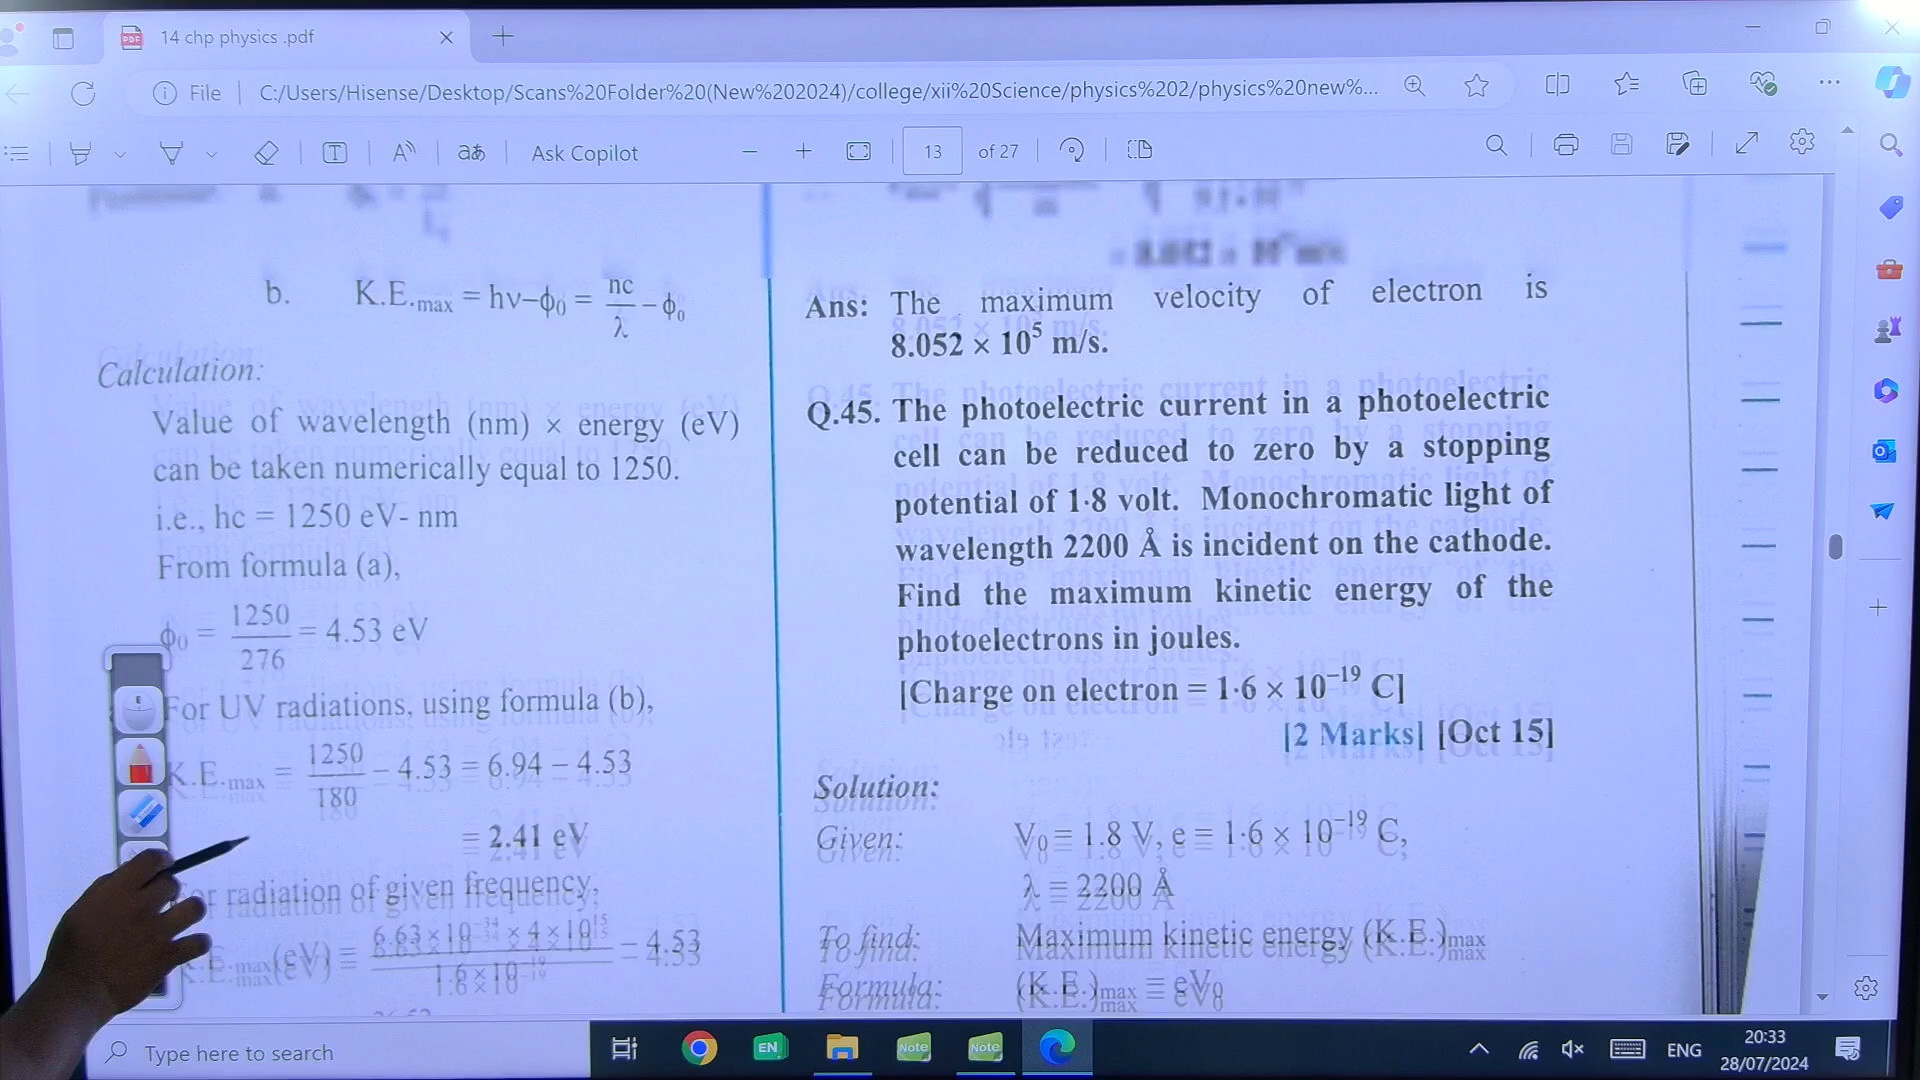 14 chp physics .pdf
File
C:/Users/Hisense/Desktop/Scans%20Folder%20(New%202024)/college/xii%20Science/physics%202/physics%20new%...
Ask Copilot
13 of 27
b. K.E.max = hν−ϕ0 = hc/λ − ϕ0
Calculation:
Value of wavelength (nm) × energy (eV)
can be taken numerically equal to 1250.
i.e., hc = 1250 eV- nm
From formula (a),
ϕ0 = 1250/276 = 4.53 eV
For UV radiations, using formula (b),
K.E.max = 1250/180 − 4.53 = 6.94 − 4.53
= 2.41 eV
radiation of given frequency,
K.E.max(eV) = 6.63×10⁻³⁴ × 4×10¹⁵/1.6×10⁻¹⁹ − 4.53
Ans: The maximum velocity of electron is
8.052 × 10⁵ m/s.
Q.45. The photoelectric current in a photoelectric
cell can be reduced to zero by a stopping
potential of 1·8 volt. Monochromatic light of
wavelength 2200 Å is incident on the cathode.
Find the maximum kinetic energy of the
photoelectrons in joules.
[Charge on electron = 1·6 × 10⁻¹⁹ C]
[2 Marks] [Oct 15]
Solution:
Given: V0 = 1.8 V, e = 1·6 × 10⁻¹⁹ C,
λ = 2200 Å
To find: Maximum kinetic energy (K.E.)max
Formula: (K.E.)max = eV0
Type here to search
EN
Note
Note
ENG
20:33
28/07/2024